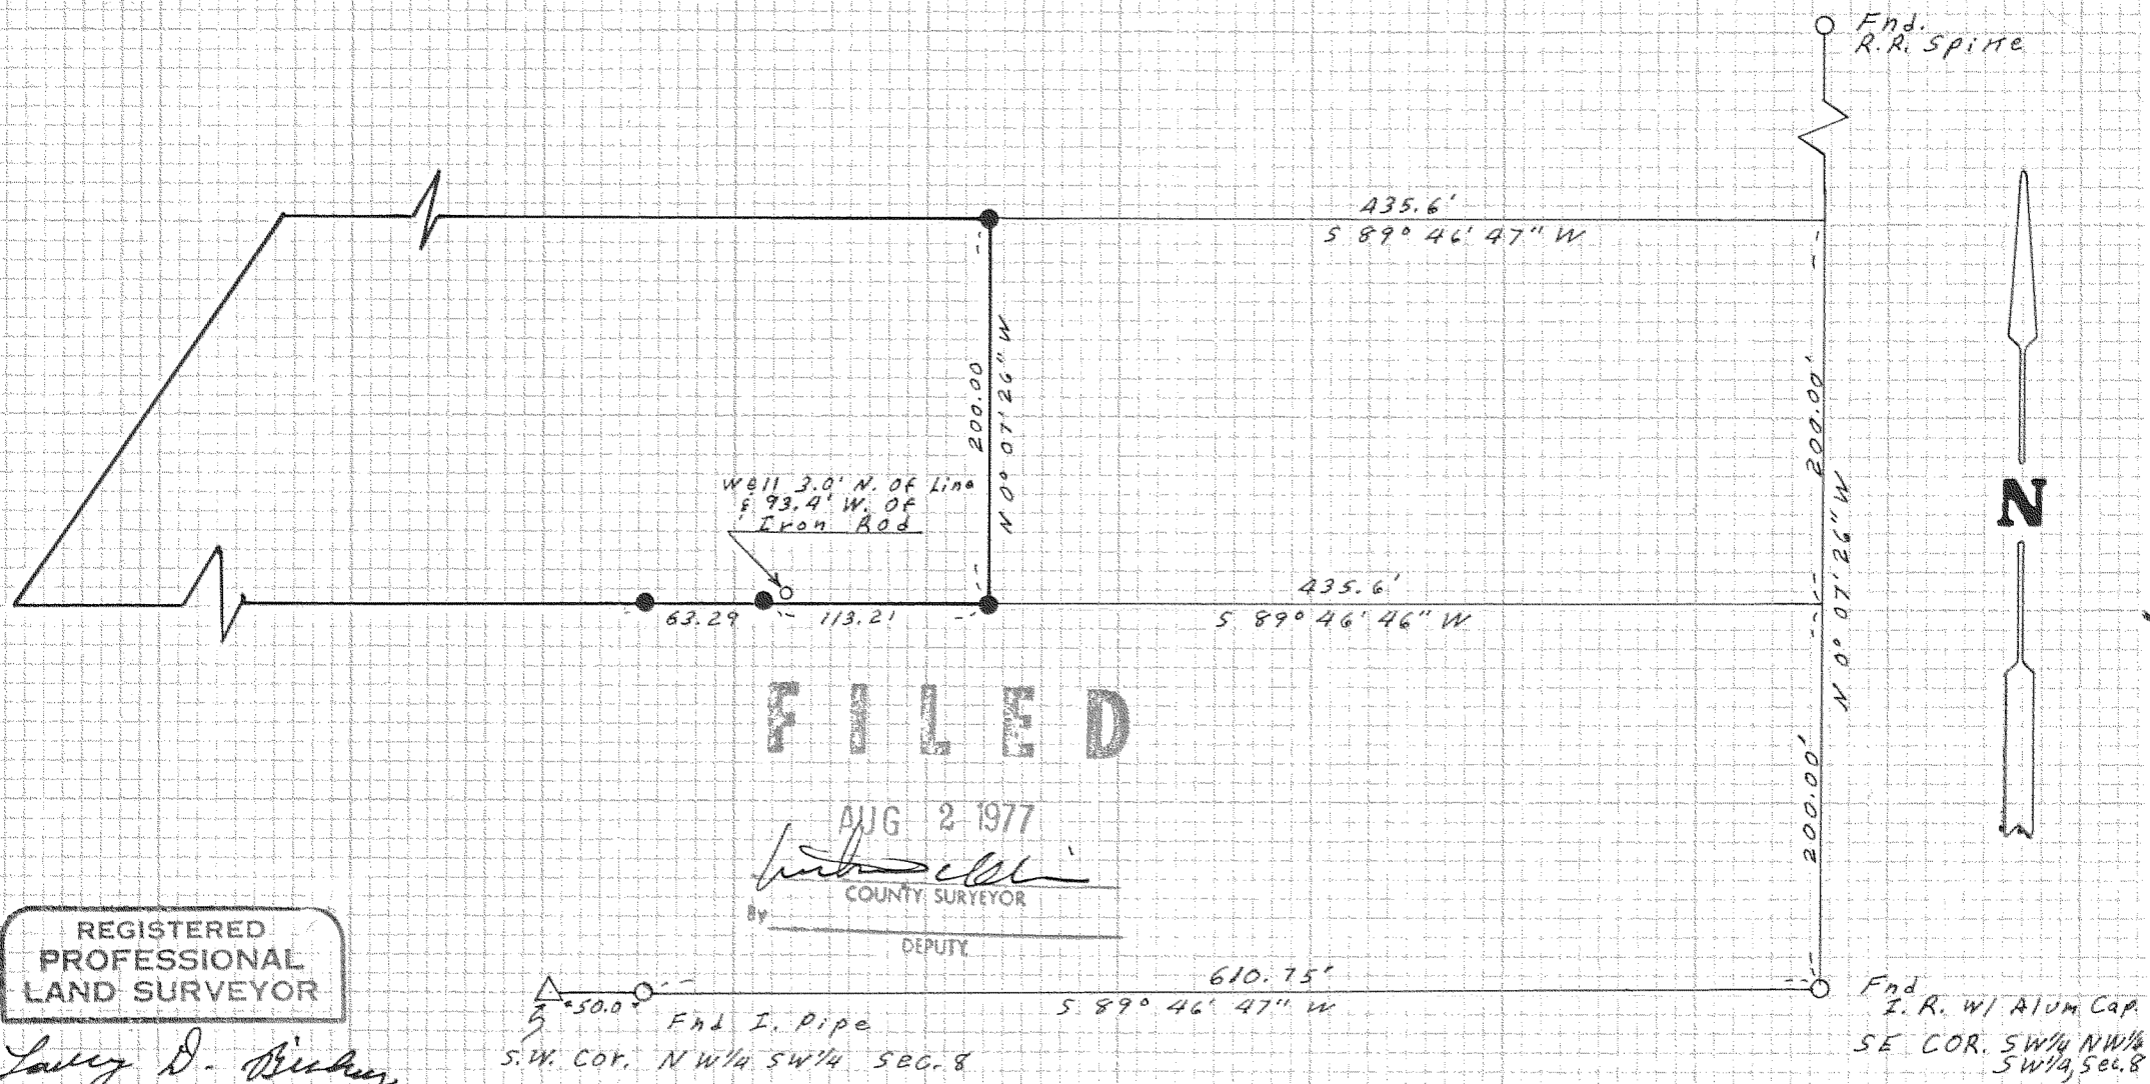 Fnd.
R.R. Spike
435.6'
S 89° 46' 47" W
200.00
N 0° 07' 26" W
200.00'
N 0° 07' 26" W
Well 3.0' N. of Line
& 93.4' W. of
Iron Rod
N
63.29
113.21
435.6'
S 89° 46' 46" W
FILED
AUG 2 1977
COUNTY SURVEYOR
By
DEPUTY
200.00'
REGISTERED
PROFESSIONAL
LAND SURVEYOR
Larry D.
50.0'
Fnd I. Pipe
S.W. Cor. NW¼ SW¼ Sec. 8
610.75'
S 89° 46' 47" W
Fnd
I.R. W/ Alum Cap.
SE COR. SW¼ NW¼
SW¼, Sec. 8